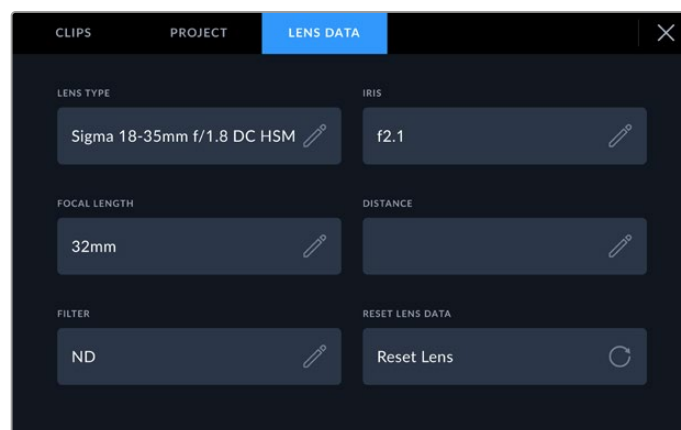 CLIPS PROJECT LENS DATA
LENS TYPE IRIS
Sigma 18-35mm f/1.8 DC HSM f2.1
FOCAL LENGTH DISTANCE
32mm
FILTER RESET LENS DATA
ND Reset Lens